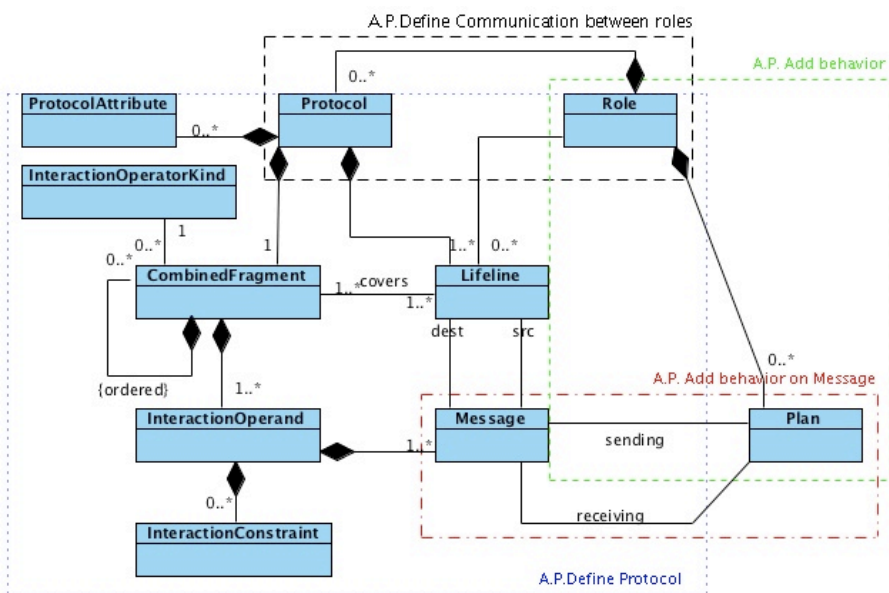 A.P.Define Communication between roles
A.P. Add behavior
0..*
ProtocolAttribute
Protocol
Role
0..*
InteractionOperatorKind
1
0..*
1
1..*
0..*
0..*
CombinedFragment
Lifeline
covers
1..*
1..*
dest
src
0..*
{ordered}
1..*
A.P. Add behavior on Message
InteractionOperand
Message
Plan
sending
1..*
0..*
receiving
InteractionConstraint
A.P.Define Protocol